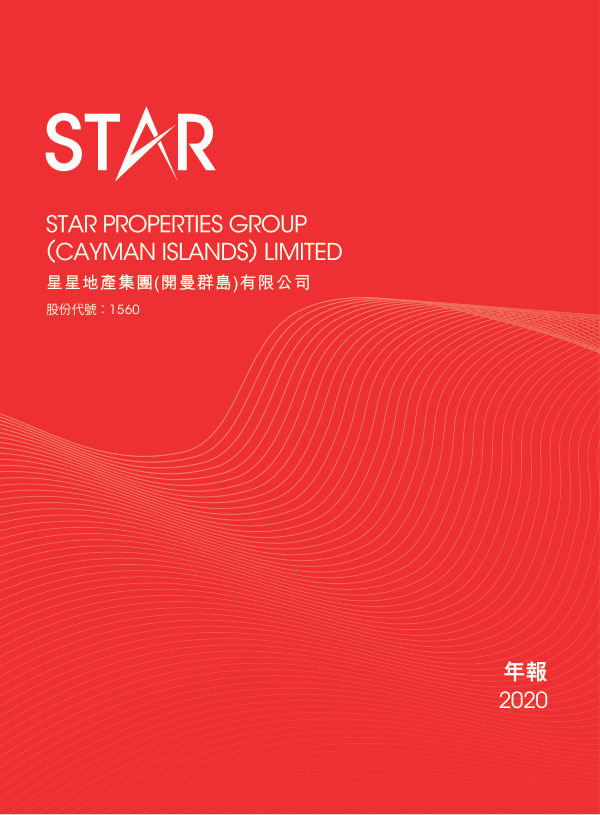 STAR
STAR PROPERTIES GROUP
(CAYMAN ISLANDS) LIMITED
星星地產集團(開曼群島)有限公司
股份代號：1560
年報
2020